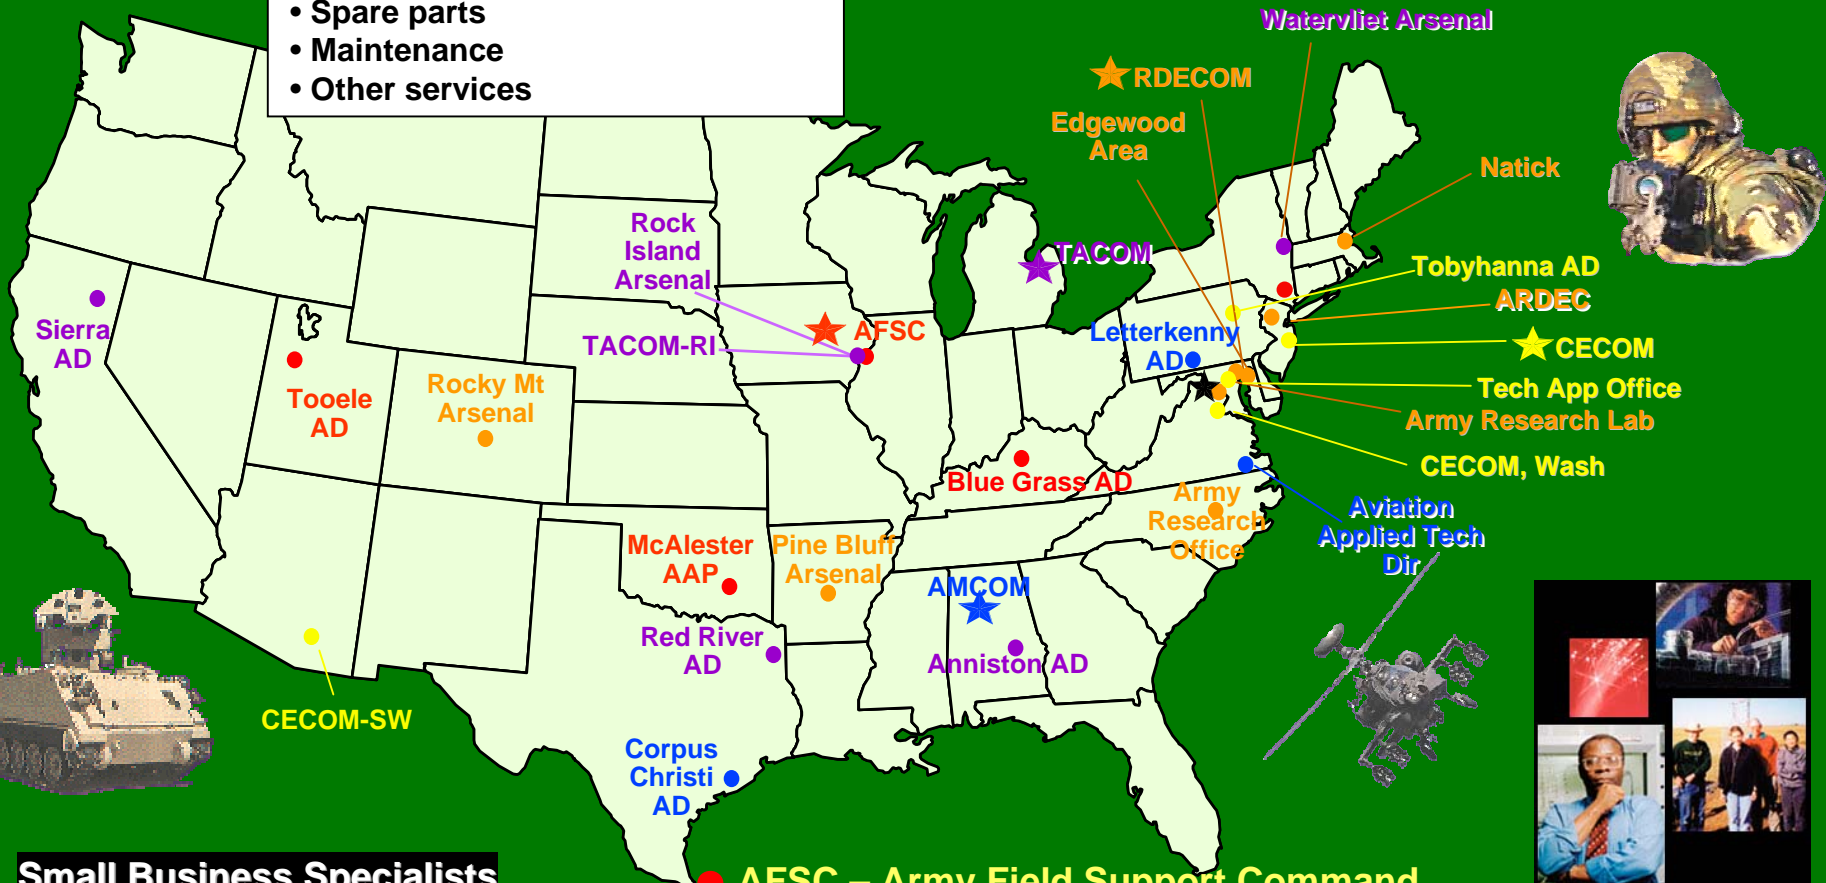 • Spare parts
• Maintenance
• Other services
Watervliet Arsenal
RDECOM
Edgewood
Area
Natick
Rock
Island
Arsenal
TACOM
Tobyhanna AD
ARDEC
Sierra
AD
AFSC
TACOM-RI
Letterkenny
AD
CECOM
Tooele
AD
Rocky Mt
Arsenal
Tech App Office
Army Research Lab
CECOM, Wash
Blue Grass AD
Army
Research
Office
Aviation
Applied Tech
Dir
McAlester
AAP
Pine Bluff
Arsenal
AMCOM
Red River
AD
Anniston AD
CECOM-SW
Corpus
Christi
AD
Small Business Specialists
AFSC – Army Field Support Command